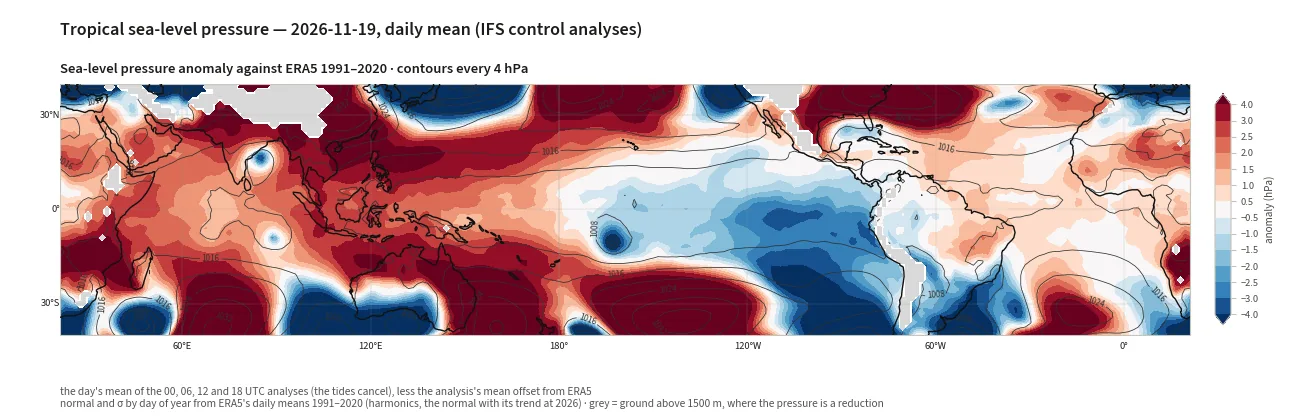 Tropical sea-level pressure — 2026-11-19, daily mean (IFS control analyses)
Sea-level pressure anomaly against ERA5 1991–2020 · contours every 4 hPa
30°N
0°
30°S
60°E
120°E
180°
120°W
60°W
0°
1016
1016
1016
1016
1016
1016
1016
1016
1016
1008
1008
1024
1024
1024
4.0
3.0
2.5
2.0
1.5
1.0
0.5
−0.5
−1.0
−1.5
−2.0
−2.5
−3.0
−4.0
anomaly (hPa)
the day's mean of the 00, 06, 12 and 18 UTC analyses (the tides cancel), less the analysis's mean offset from ERA5
normal and σ by day of year from ERA5's daily means 1991–2020 (harmonics, the normal with its trend at 2026) · grey = ground above 1500 m, where the pressure is a reduction